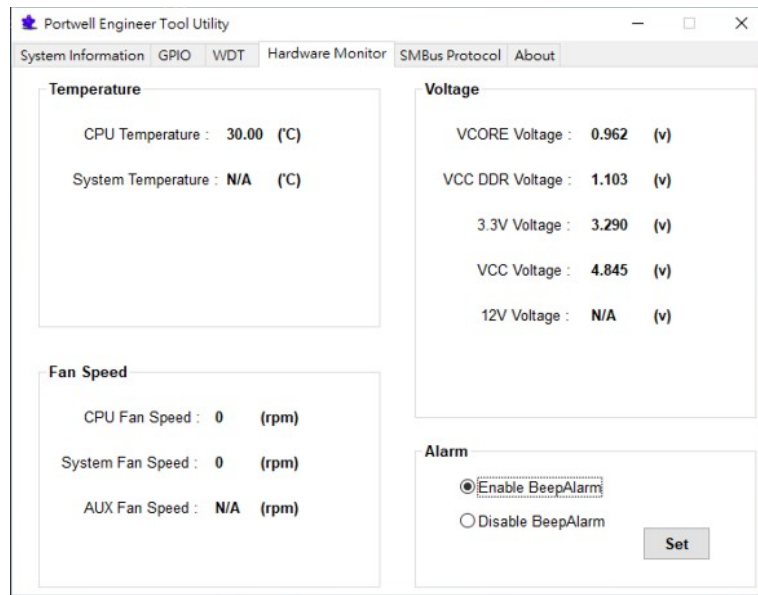 Portwell Engineer Tool Utility
System Information GPIO WDT Hardware Monitor SMBus Protocol About
Temperature
CPU Temperature : 30.00 (°C)
System Temperature : N/A (°C)
Fan Speed
CPU Fan Speed : 0 (rpm)
System Fan Speed : 0 (rpm)
AUX Fan Speed : N/A (rpm)
Voltage
VCORE Voltage : 0.962 (v)
VCC DDR Voltage : 1.103 (v)
3.3V Voltage : 3.290 (v)
VCC Voltage : 4.845 (v)
12V Voltage : N/A (v)
Alarm
Enable BeepAlarm
Disable BeepAlarm
Set